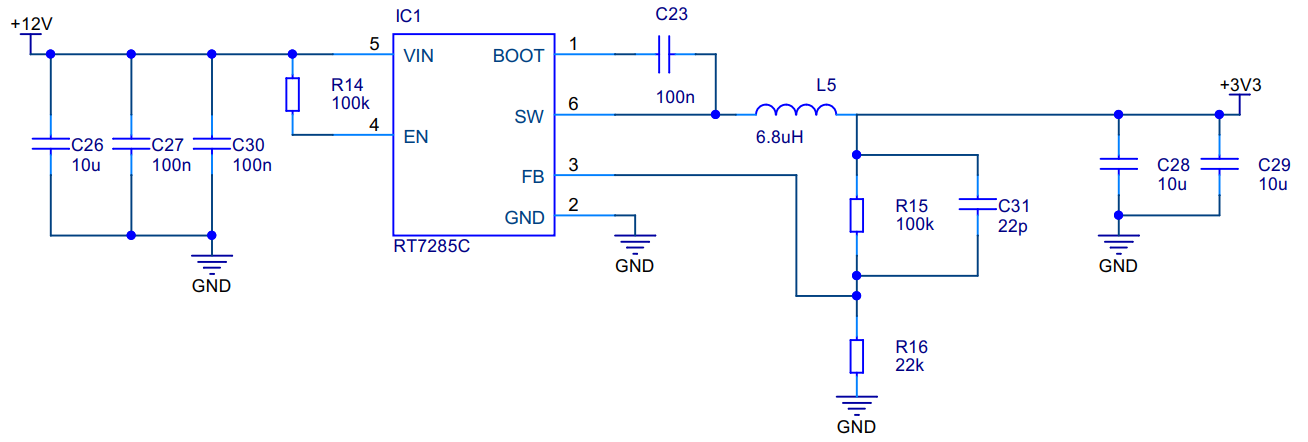 +12V
IC1
C23
5
VIN
BOOT
1
R14
100k
100n
L5
+3V3
4
EN
SW
6
6.8uH
C26
10u
C27
100n
C30
100n
FB
3
C28
10u
C29
10u
GND
2
R15
100k
C31
22p
RT7285C
GND
GND
GND
R16
22k
GND